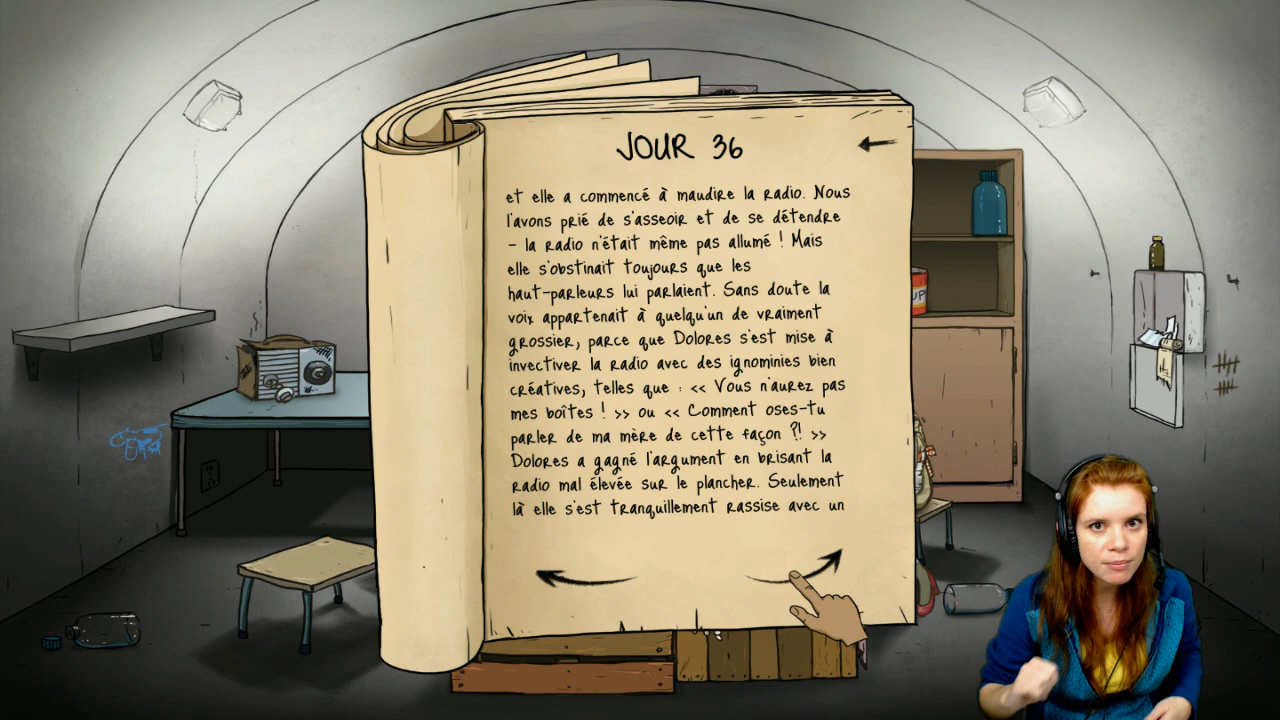 JOUR 36
et elle a commencé à maudire la radio. Nous
l'avons prié de s'asseoir et de se détendre
- la radio n'était même pas allumé ! Mais
elle s'obstinait toujours que les
haut-parleurs lui parlaient. Sans doute la
voix appartenait à quelqu'un de vraiment
grossier, parce que Dolores s'est mise à
invectiver la radio avec des ignominies bien
créatives, telles que : << Vous n'aurez pas
mes boîtes ! >> ou << Comment oses-tu
parler de ma mère de cette façon ?! >>
Dolores a gagné l'argument en brisant la
radio mal élevée sur le plancher. Seulement
là elle s'est tranquillement rassise avec un
UP